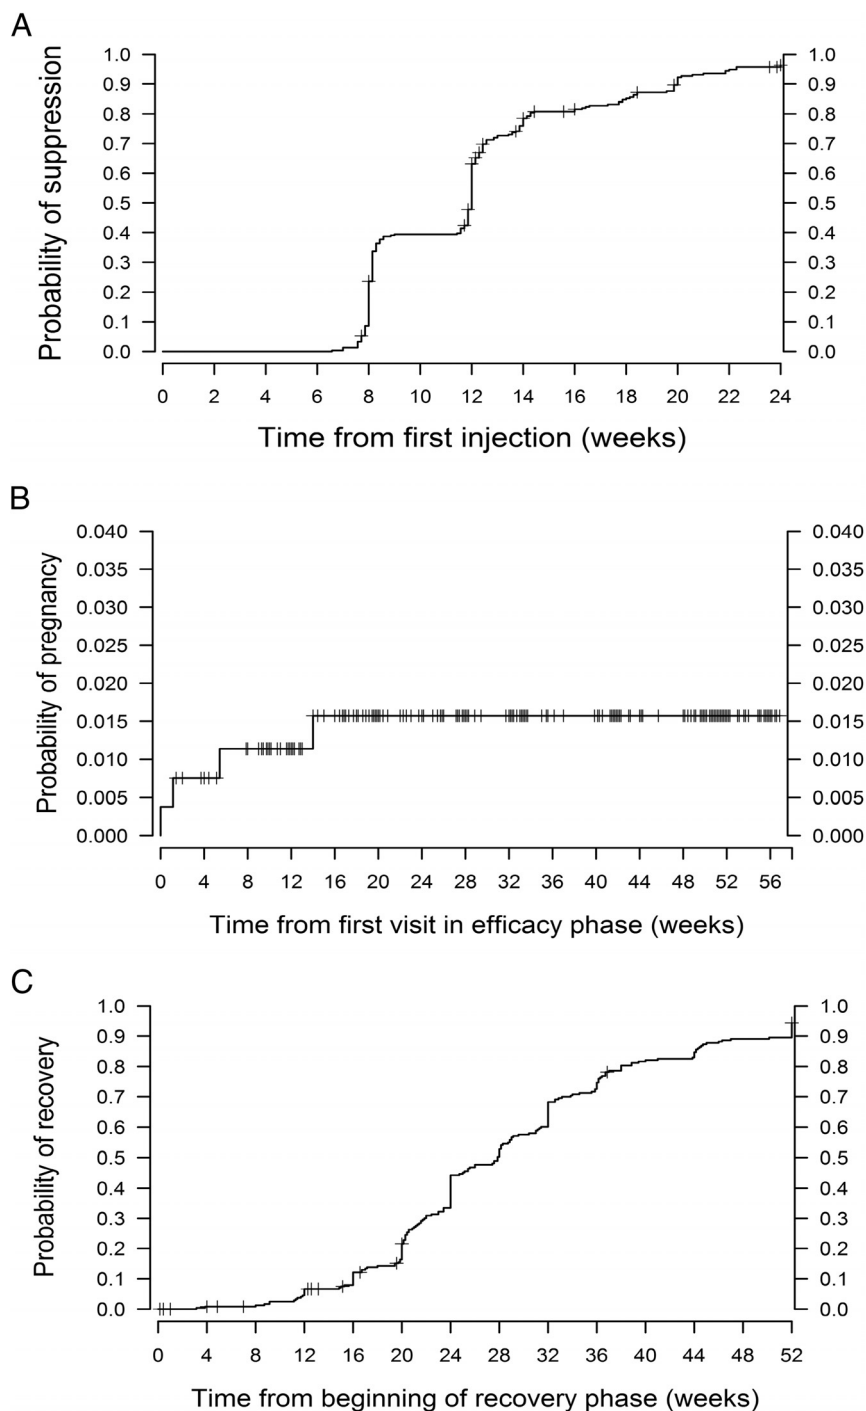 A
Probability of suppression
1.0 1.0
0.9 0.9
0.8 0.8
0.7 0.7
0.6 0.6
0.5 0.5
0.4 0.4
0.3 0.3
0.2 0.2
0.1 0.1
0.0 0.0
0 2 4 6 8 10 12 14 16 18 20 22 24
Time from first injection (weeks)
B
Probability of pregnancy
0.040 0.040
0.035 0.035
0.030 0.030
0.025 0.025
0.020 0.020
0.015 0.015
0.010 0.010
0.005 0.005
0.000 0.000
0 4 8 12 16 20 24 28 32 36 40 44 48 52 56
Time from first visit in efficacy phase (weeks)
C
Probability of recovery
1.0 1.0
0.9 0.9
0.8 0.8
0.7 0.7
0.6 0.6
0.5 0.5
0.4 0.4
0.3 0.3
0.2 0.2
0.1 0.1
0.0 0.0
0 4 8 12 16 20 24 28 32 36 40 44 48 52
Time from beginning of recovery phase (weeks)